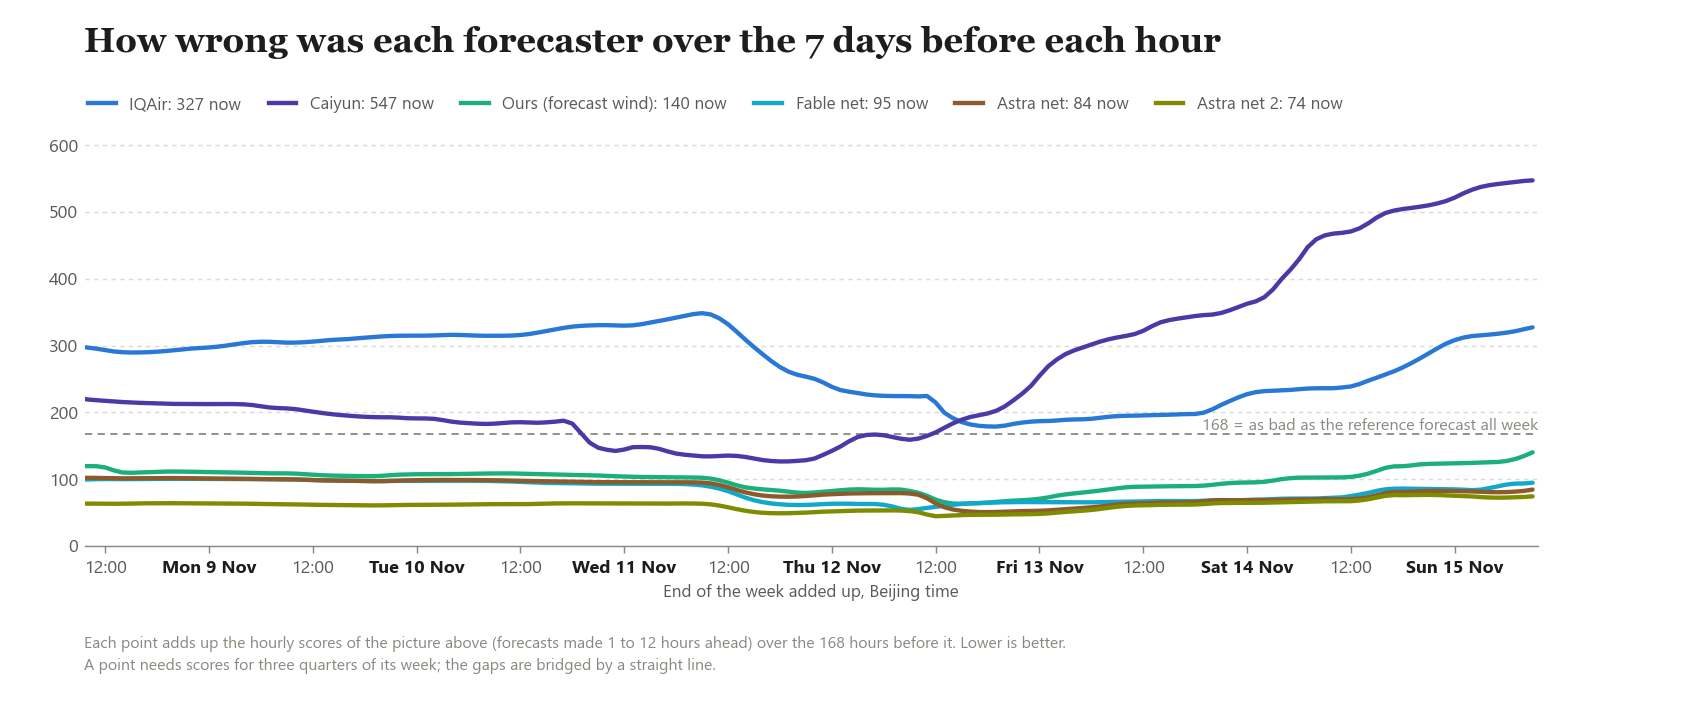 How wrong was each forecaster over the 7 days before each hour
IQAir: 327 now Caiyun: 547 now Ours (forecast wind): 140 now Fable net: 95 now Astra net: 84 now Astra net 2: 74 now
600
500
400
300
200
168 = as bad as the reference forecast all week
100
0
12:00 Mon 9 Nov 12:00 Tue 10 Nov 12:00 Wed 11 Nov 12:00 Thu 12 Nov 12:00 Fri 13 Nov 12:00 Sat 14 Nov 12:00 Sun 15 Nov
End of the week added up, Beijing time
Each point adds up the hourly scores of the picture above (forecasts made 1 to 12 hours ahead) over the 168 hours before it. Lower is better.
A point needs scores for three quarters of its week; the gaps are bridged by a straight line.